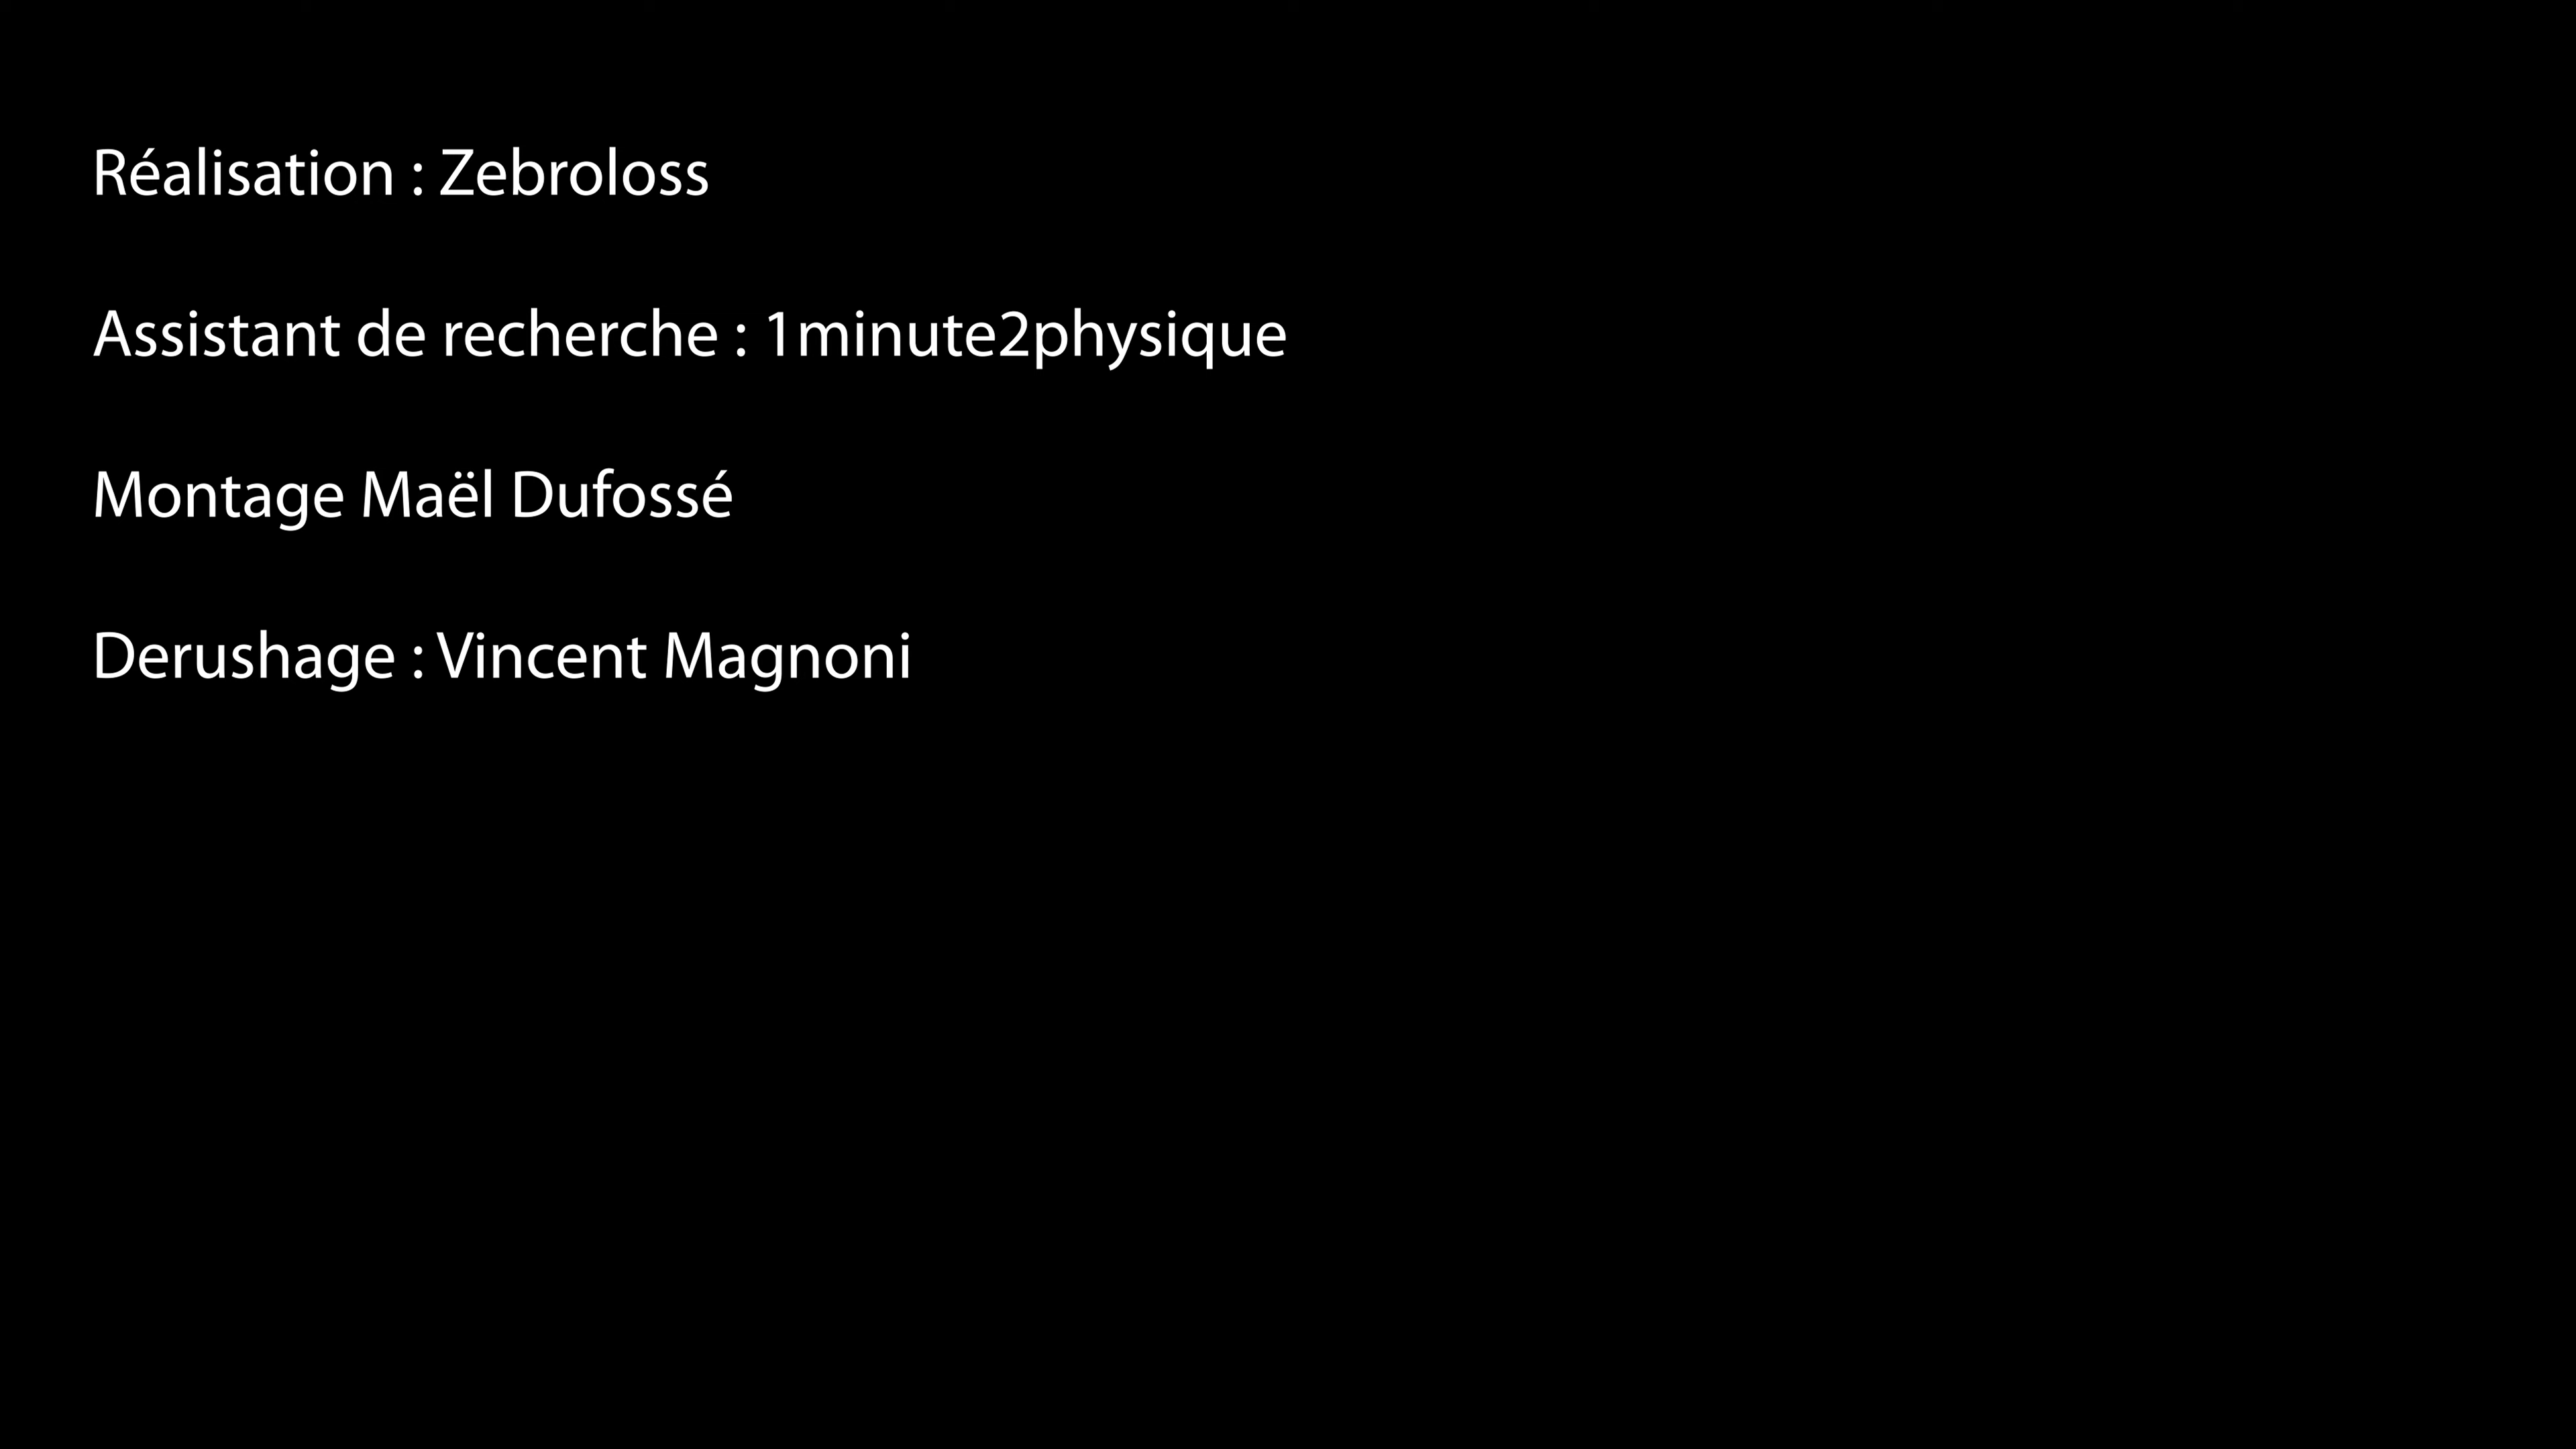 Réalisation : Zebroloss
Assistant de recherche : 1minute2physique
Montage Maël Dufossé
Derushage : Vincent Magnoni